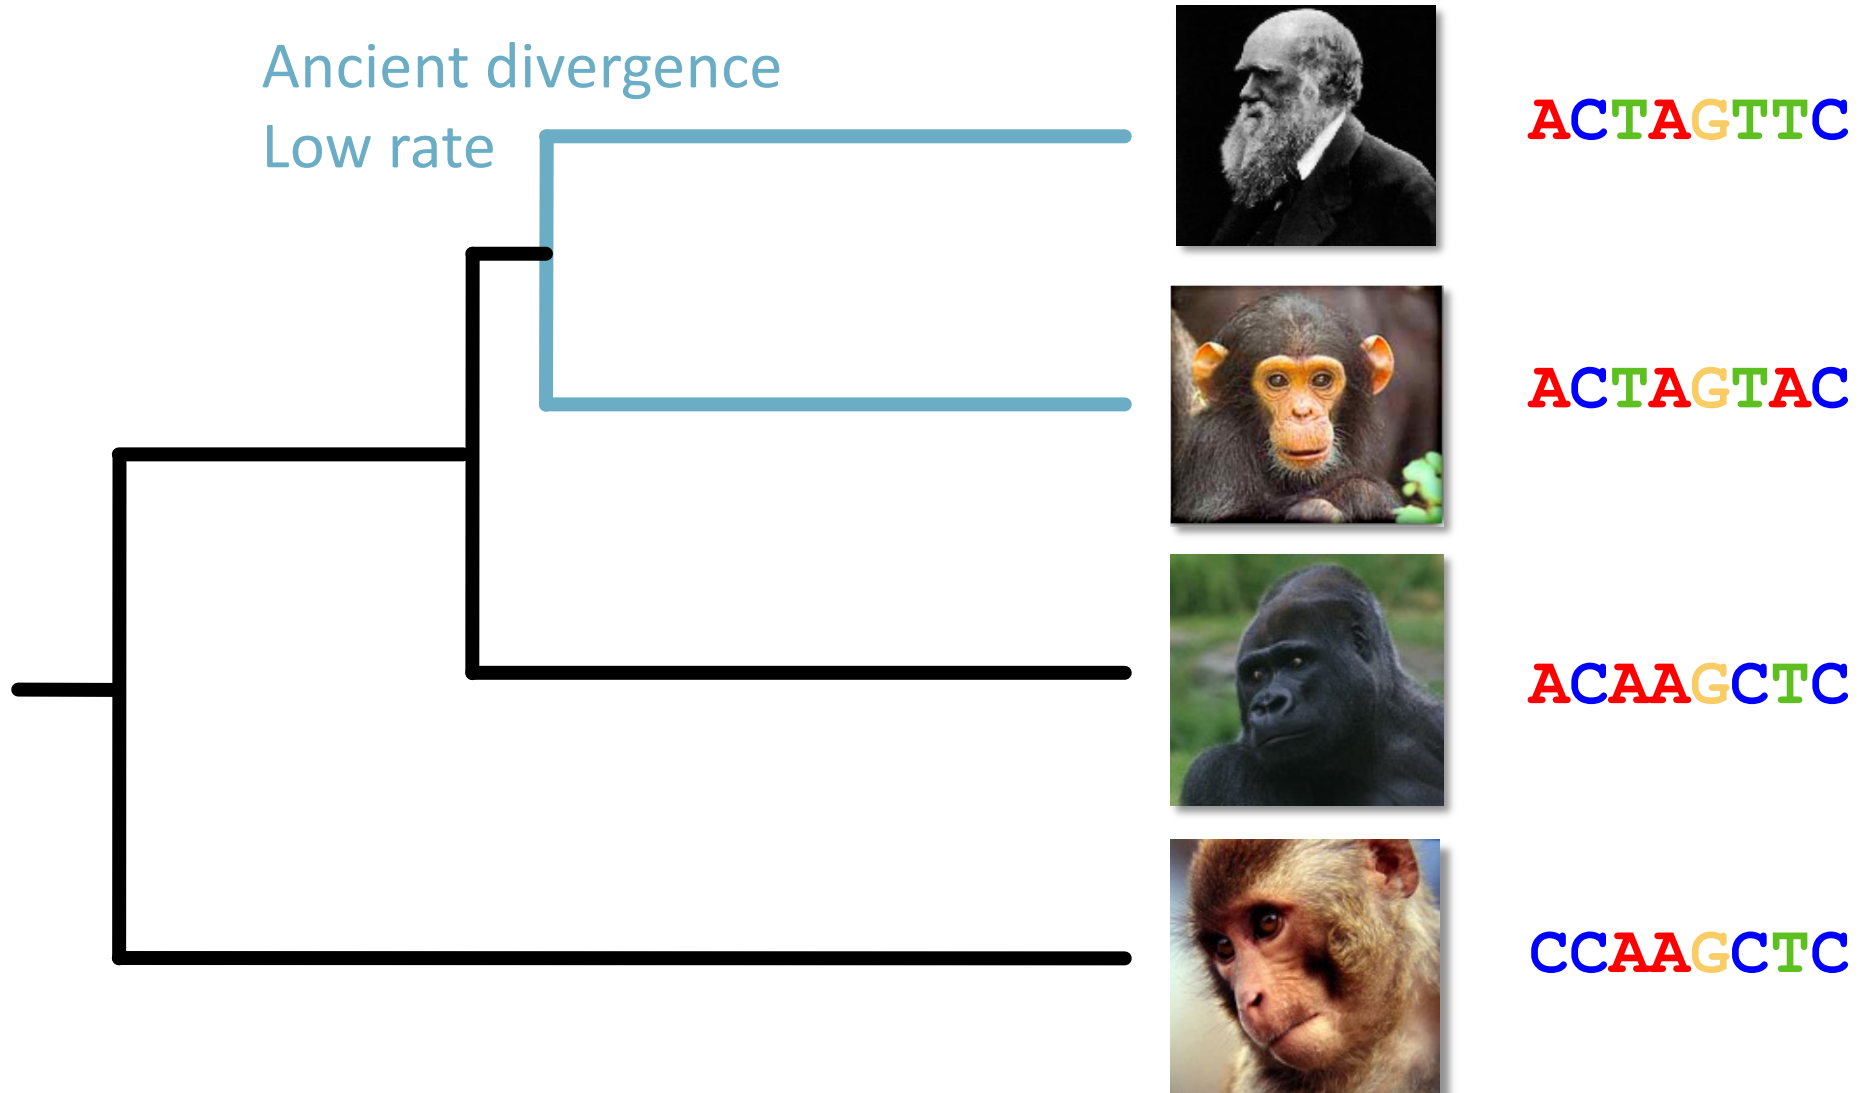 Ancient divergence
Low rate
ACTAGTTC
ACTAGTAC
ACAAGCTC
CCAAGCTC